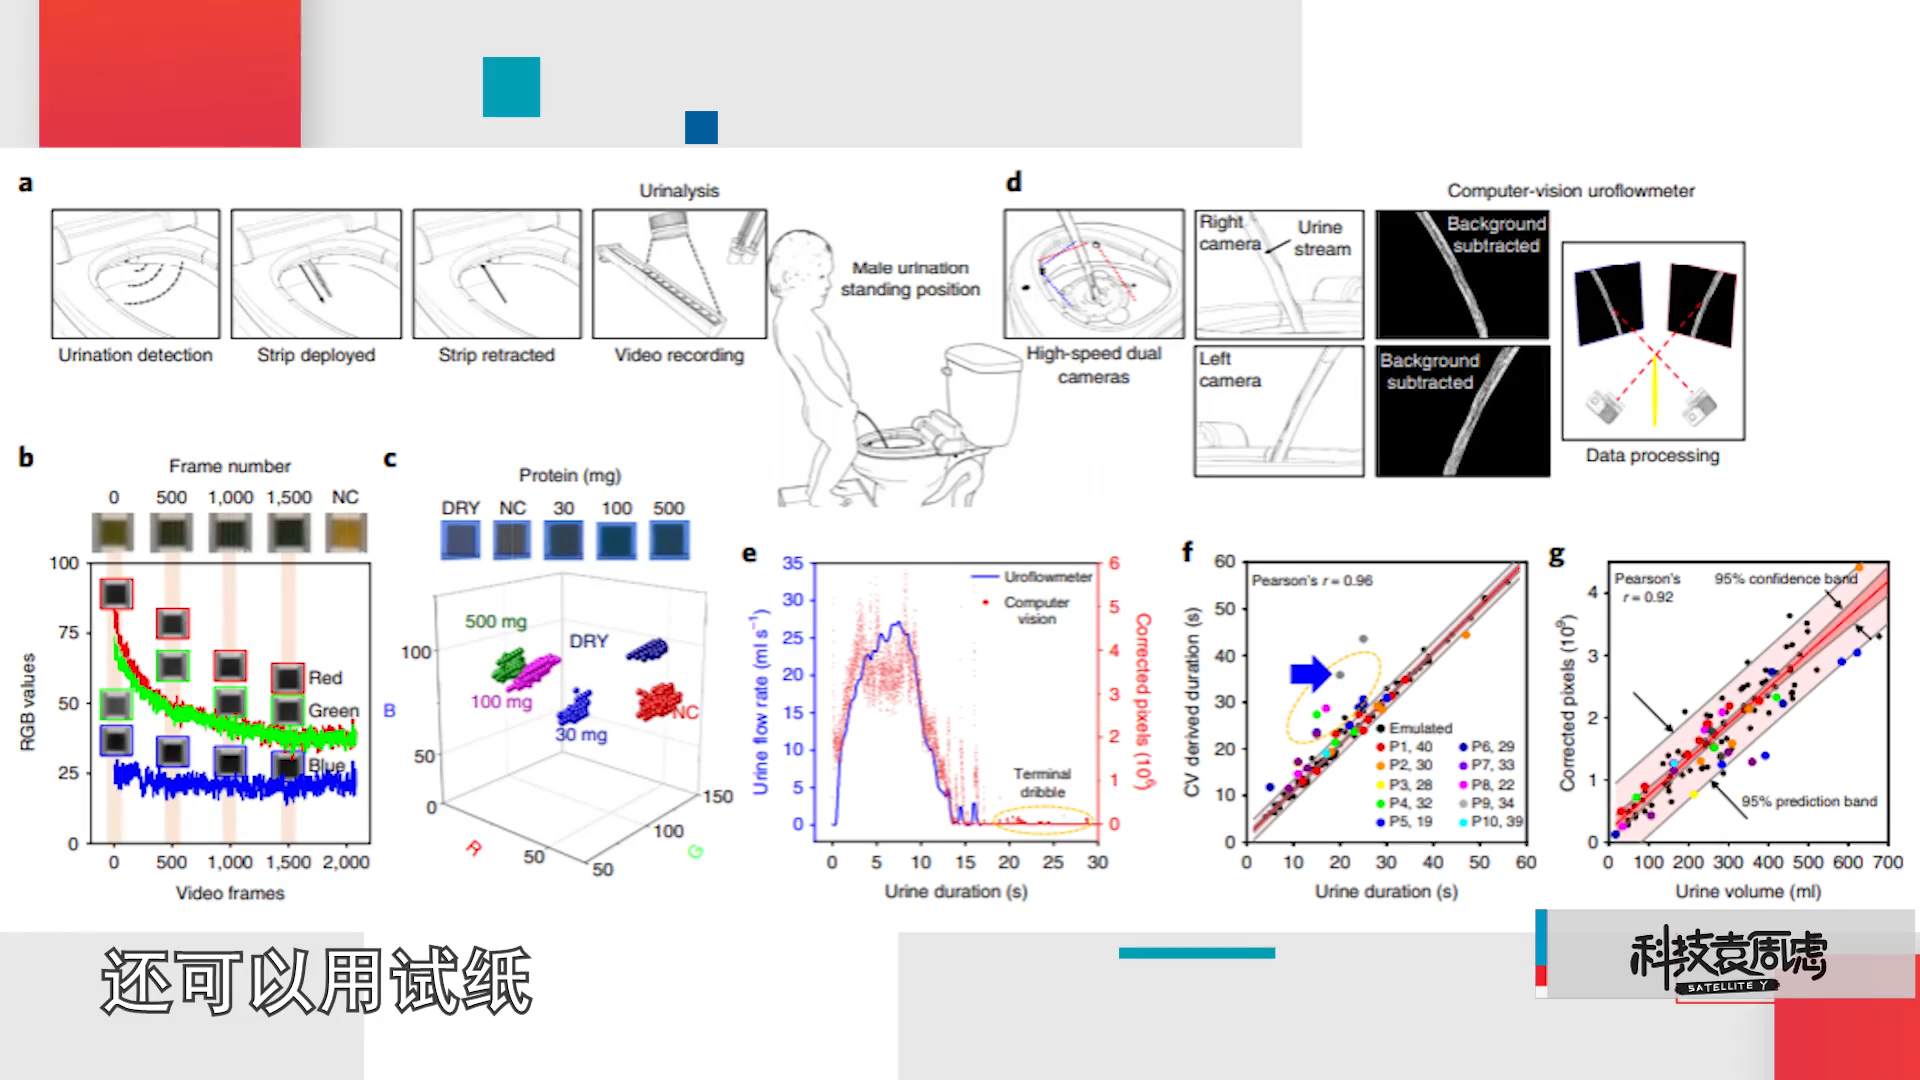 a
Urinalysis
Urination detection
Strip deployed
Strip retracted
Video recording
Male urination
standing position
d
Computer-vision uroflowmeter
High-speed dual
cameras
Right
camera
Urine
stream
Background
subtracted
Left
camera
Background
subtracted
Data processing
b
Frame number
0 500 1,000 1,500 NC
RGB values
100
75
50
25
0
Red
Green
Blue
0 500 1,000 1,500 2,000
Video frames
c
Protein (mg)
DRY NC 30 100 500
500 mg
100 mg
DRY
30 mg
NC
B
100
50
0
R
50
50
100
150
G
e
Urine flow rate (ml s⁻¹)
35
30
25
20
15
10
5
0
Uroflowmeter
Computer
vision
Terminal
dribble
6
5
4
3
2
1
0
Corrected pixels (10⁶)
0 5 10 15 20 25 30
Urine duration (s)
f
CV derived duration (s)
60
50
40
30
20
10
0
Pearson's r = 0.96
Emulated
P1, 40
P2, 30
P3, 28
P4, 32
P5, 19
P6, 29
P7, 33
P8, 22
P9, 34
P10, 39
0 10 20 30 40 50 60
Urine duration (s)
g
Corrected pixels (10⁹)
4
3
2
1
0
Pearson's
r = 0.92
95% confidence band
95% prediction band
0 100 200 300 400 500 600 700
Urine volume (ml)
还可以用试纸
科技袁周虑
SATELLITE Y